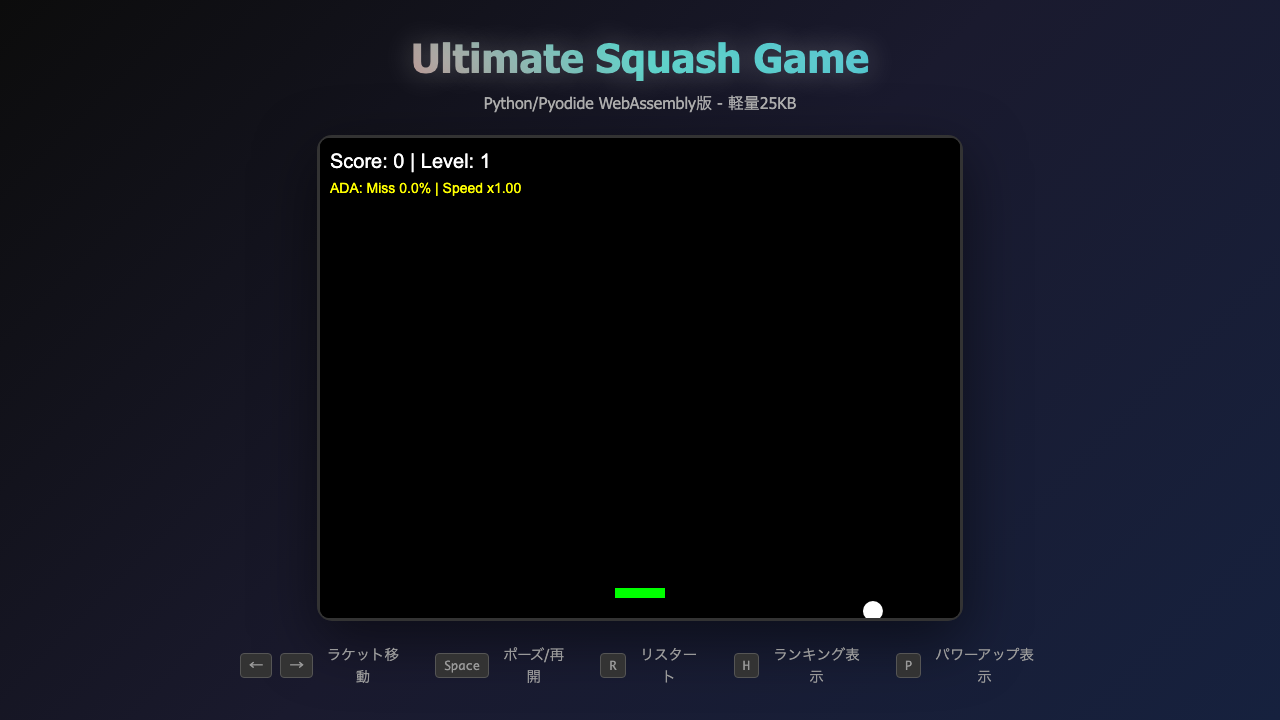 Ultimate Squash Game
Python/Pyodide WebAssembly版 - 軽量25KB
Score: 0 | Level: 1
ADA: Miss 0.0% | Speed x1.00
← → ラケット移動
Space ポーズ/再開
R リスタート
H ランキング表示
P パワーアップ表示